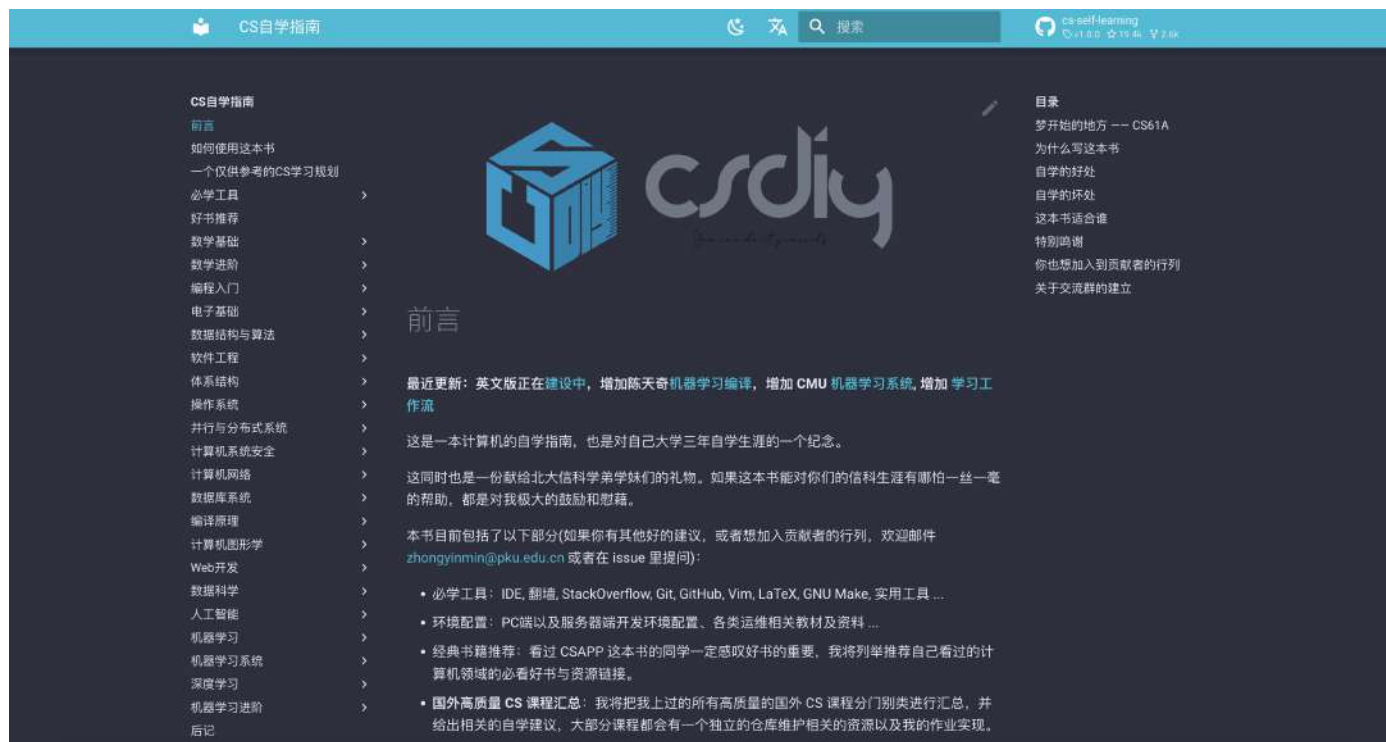 CS自学指南
搜索
cs-self-learning
v1.0.0 19.4k 2.6k
CS自学指南
前言
如何使用这本书
一个仅供参考的CS学习规划
必学工具
好书推荐
数学基础
数学进阶
编程入门
电子基础
数据结构与算法
软件工程
体系结构
操作系统
并行与分布式系统
计算机系统安全
计算机网络
数据库系统
编译原理
计算机图形学
Web开发
数据科学
人工智能
机器学习
机器学习系统
深度学习
机器学习进阶
后记
csdiy
前言
最近更新：英文版正在建设中，增加陈天奇机器学习编译，增加 CMU 机器学习系统, 增加 学习工
作流
这是一本计算机的自学指南，也是对自己大学三年自学生涯的一个纪念。
这同时也是一份献给北大信科学弟学妹们的礼物。如果这本书能对你们的信科生涯有哪怕一丝一毫
的帮助，都是对我极大的鼓励和慰藉。
本书目前包括了以下部分(如果你有其他好的建议，或者想加入贡献者的行列，欢迎邮件
zhongyinmin@pku.edu.cn 或者在 issue 里提问)：
• 必学工具：IDE, 翻墙, StackOverflow, Git, GitHub, Vim, LaTeX, GNU Make, 实用工具 ...
• 环境配置：PC端以及服务器端开发环境配置、各类运维相关教材及资料 ...
• 经典书籍推荐：看过 CSAPP 这本书的同学一定感叹好书的重要，我将列举推荐自己看过的计
算机领域的必看好书与资源链接。
• 国外高质量 CS 课程汇总：我将把我上过的所有高质量的国外 CS 课程分门别类进行汇总，并
给出相关的自学建议，大部分课程都会有一个独立的仓库维护相关的资源以及我的作业实现。
目录
梦开始的地方 —— CS61A
为什么写这本书
自学的好处
自学的坏处
这本书适合谁
特别鸣谢
你也想加入到贡献者的行列
关于交流群的建立